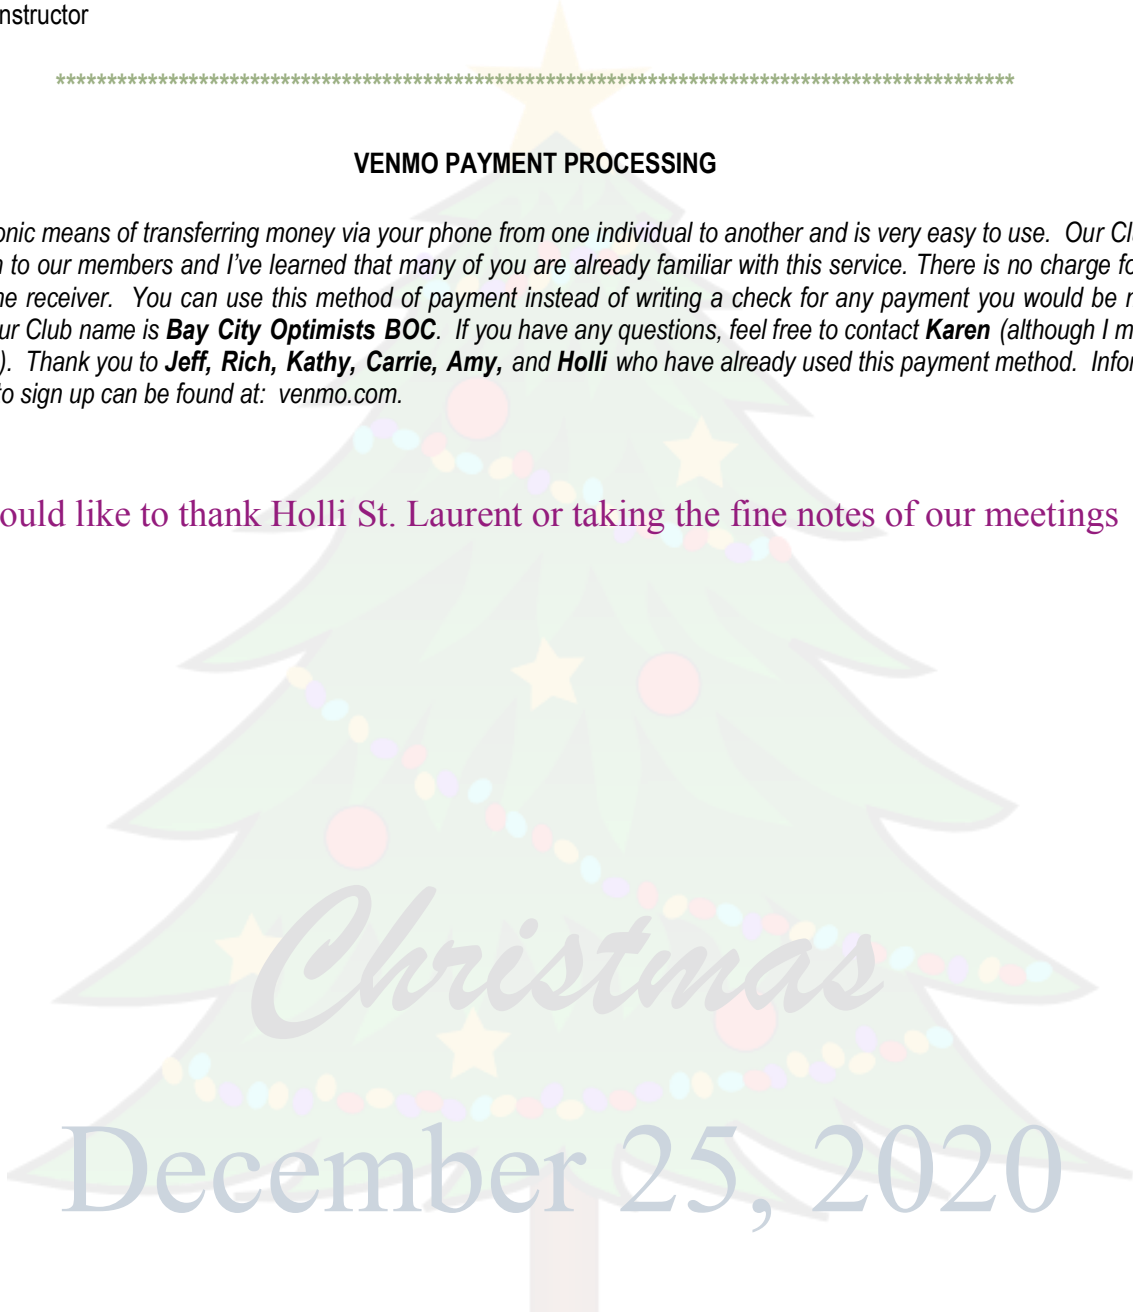 nstructor
**********************************************************************************************
VENMO PAYMENT PROCESSING
onic means of transferring money via your phone from one individual to another and is very easy to use. Our Clu
n to our members and I've learned that many of you are already familiar with this service. There is no charge fo
ne receiver. You can use this method of payment instead of writing a check for any payment you would be m
ur Club name is Bay City Optimists BOC. If you have any questions, feel free to contact Karen (although I m
). Thank you to Jeff, Rich, Kathy, Carrie, Amy, and Holli who have already used this payment method. Infor
to sign up can be found at: venmo.com.
ould like to thank Holli St. Laurent or taking the fine notes of our meetings
Christmas
December 25, 2020